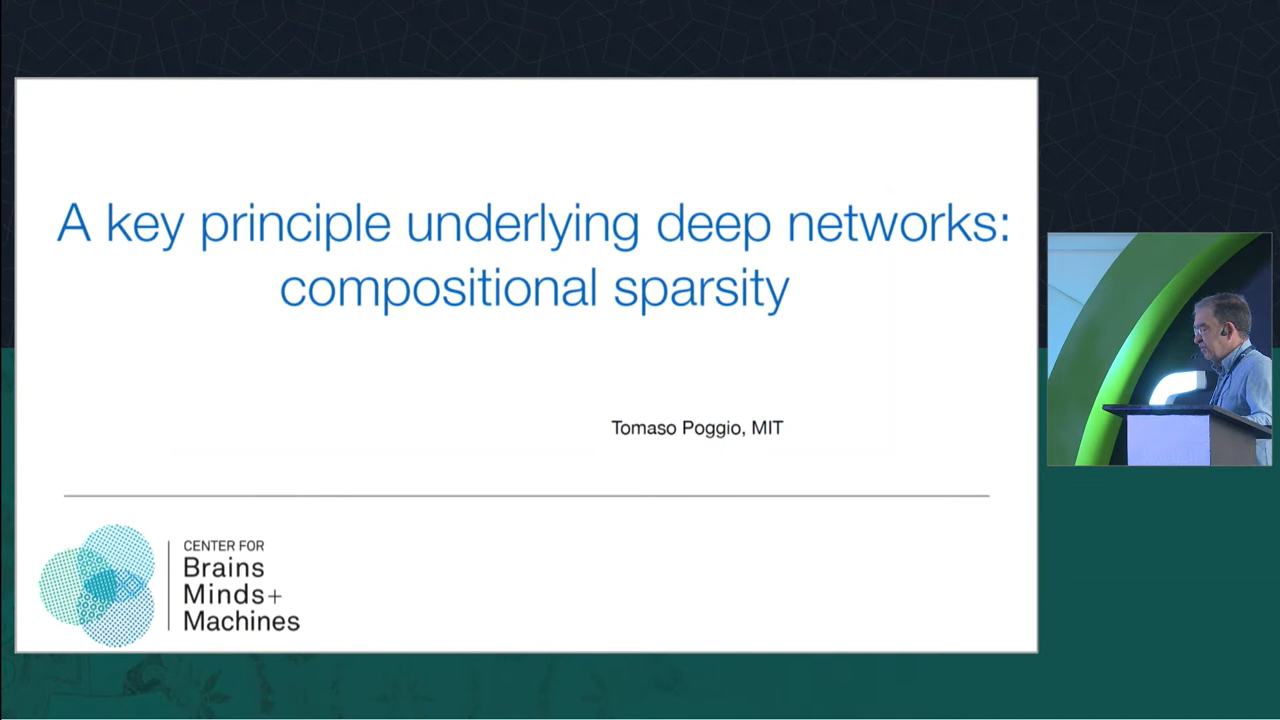 A key principle underlying deep networks:
compositional sparsity
Tomaso Poggio, MIT
CENTER FOR
Brains
Minds+
Machines